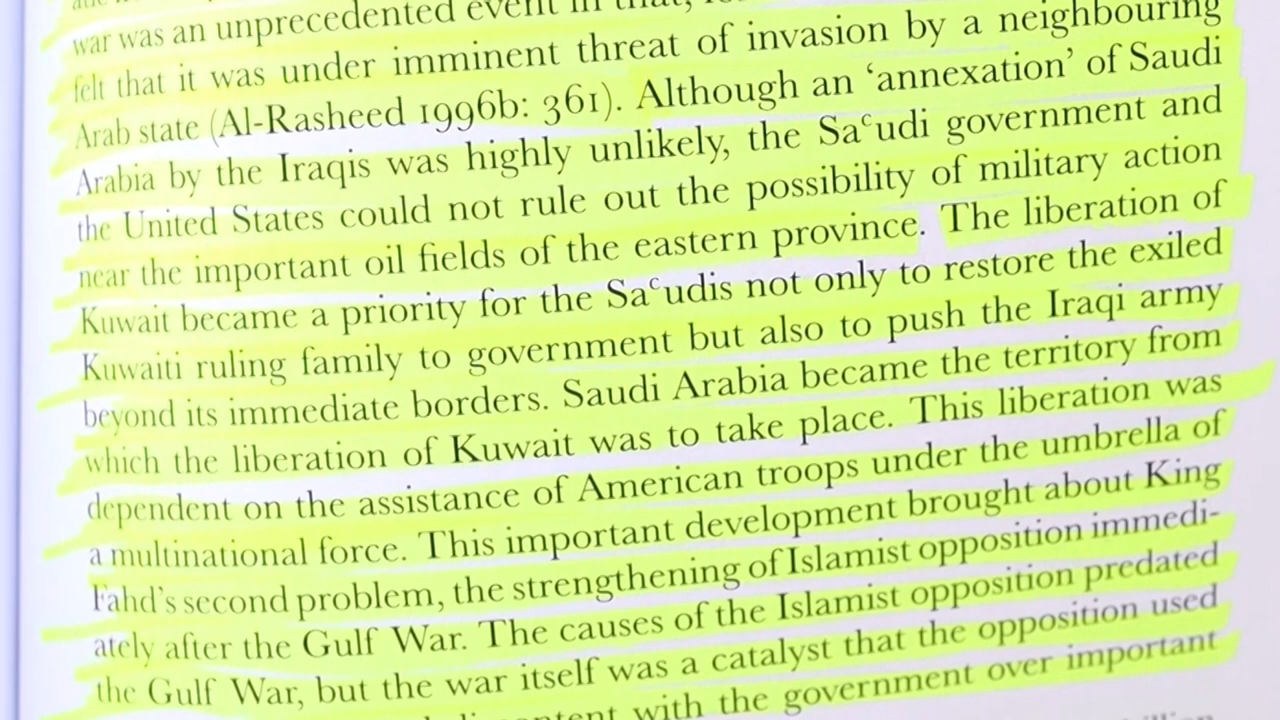 war was an unprecedented event in that,
felt that it was under imminent threat of invasion by a neighbouring
Arab state (Al-Rasheed 1996b: 361). Although an ‘annexation’ of Saudi
Arabia by the Iraqis was highly unlikely, the Saʿudi government and
the United States could not rule out the possibility of military action
near the important oil fields of the eastern province. The liberation of
Kuwait became a priority for the Saʿudis not only to restore the exiled
Kuwaiti ruling family to government but also to push the Iraqi army
beyond its immediate borders. Saudi Arabia became the territory from
which the liberation of Kuwait was to take place. This liberation was
dependent on the assistance of American troops under the umbrella of
a multinational force. This important development brought about King
Fahd’s second problem, the strengthening of Islamist opposition immedi-
ately after the Gulf War. The causes of the Islamist opposition predated
the Gulf War, but the war itself was a catalyst that the opposition used
with the government over important